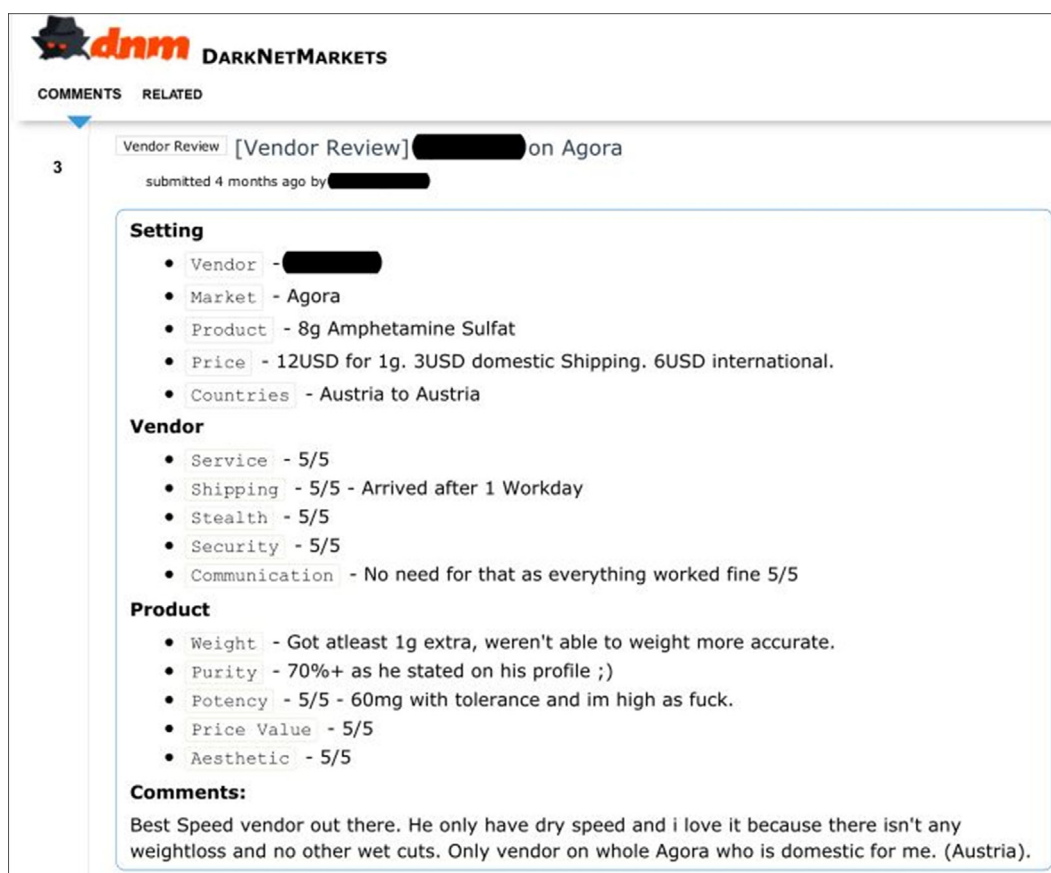 dnm DARKNETMARKETS
COMMENTS RELATED
Vendor Review [Vendor Review] on Agora
3
submitted 4 months ago by
Setting
• Vendor -
• Market - Agora
• Product - 8g Amphetamine Sulfat
• Price - 12USD for 1g. 3USD domestic Shipping. 6USD international.
• Countries - Austria to Austria
Vendor
• Service - 5/5
• Shipping - 5/5 - Arrived after 1 Workday
• Stealth - 5/5
• Security - 5/5
• Communication - No need for that as everything worked fine 5/5
Product
• Weight - Got atleast 1g extra, weren't able to weight more accurate.
• Purity - 70%+ as he stated on his profile ;)
• Potency - 5/5 - 60mg with tolerance and im high as fuck.
• Price Value - 5/5
• Aesthetic - 5/5
Comments:
Best Speed vendor out there. He only have dry speed and i love it because there isn't any
weightloss and no other wet cuts. Only vendor on whole Agora who is domestic for me. (Austria).